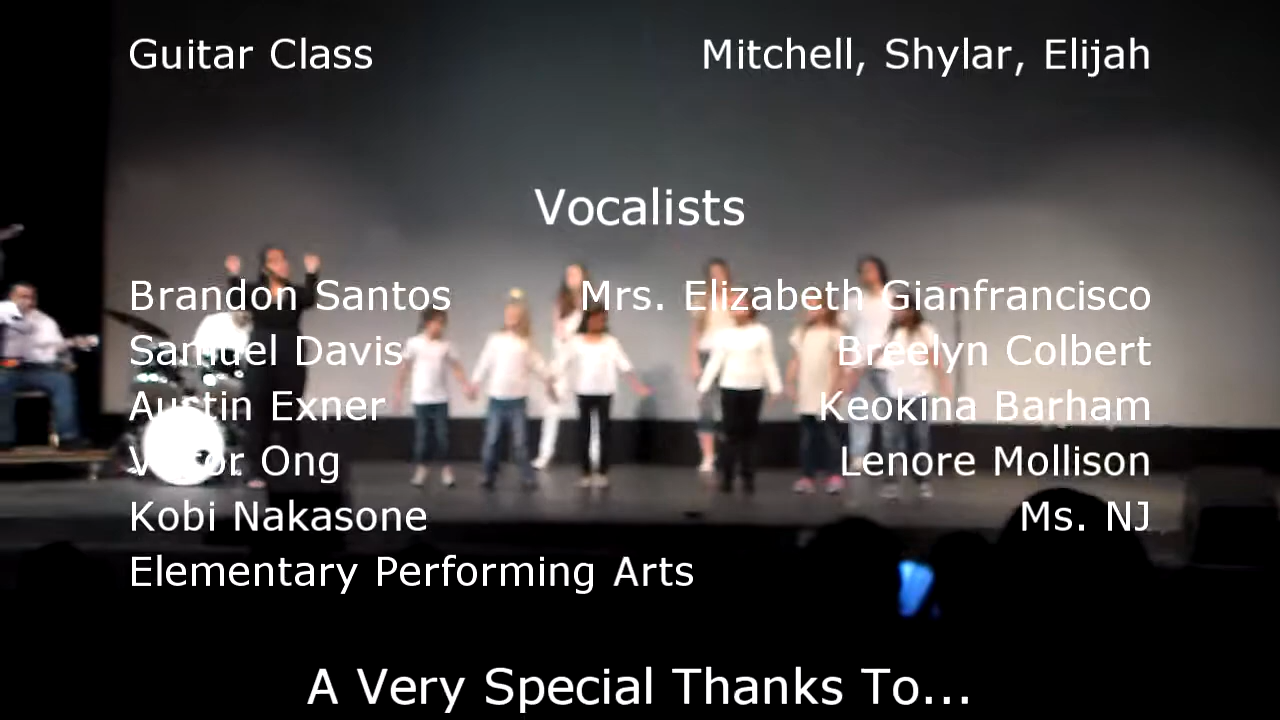 Guitar Class Mitchell, Shylar, Elijah
Vocalists
Brandon Santos Mrs. Elizabeth Gianfrancisco
Samuel Davis Breelyn Colbert
Austin Exner Keokina Barham
Victor Ong Lenore Mollison
Kobi Nakasone Ms. NJ
Elementary Performing Arts
A Very Special Thanks To...